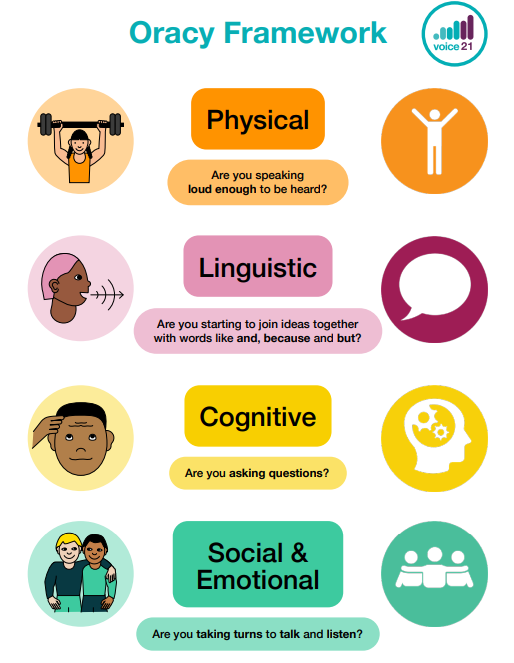 Oracy Framework
voice 21
Physical
Are you speaking
loud enough to be heard?
Linguistic
Are you starting to join ideas together
with words like and, because and but?
Cognitive
Are you asking questions?
Social &
Emotional
Are you taking turns to talk and listen?